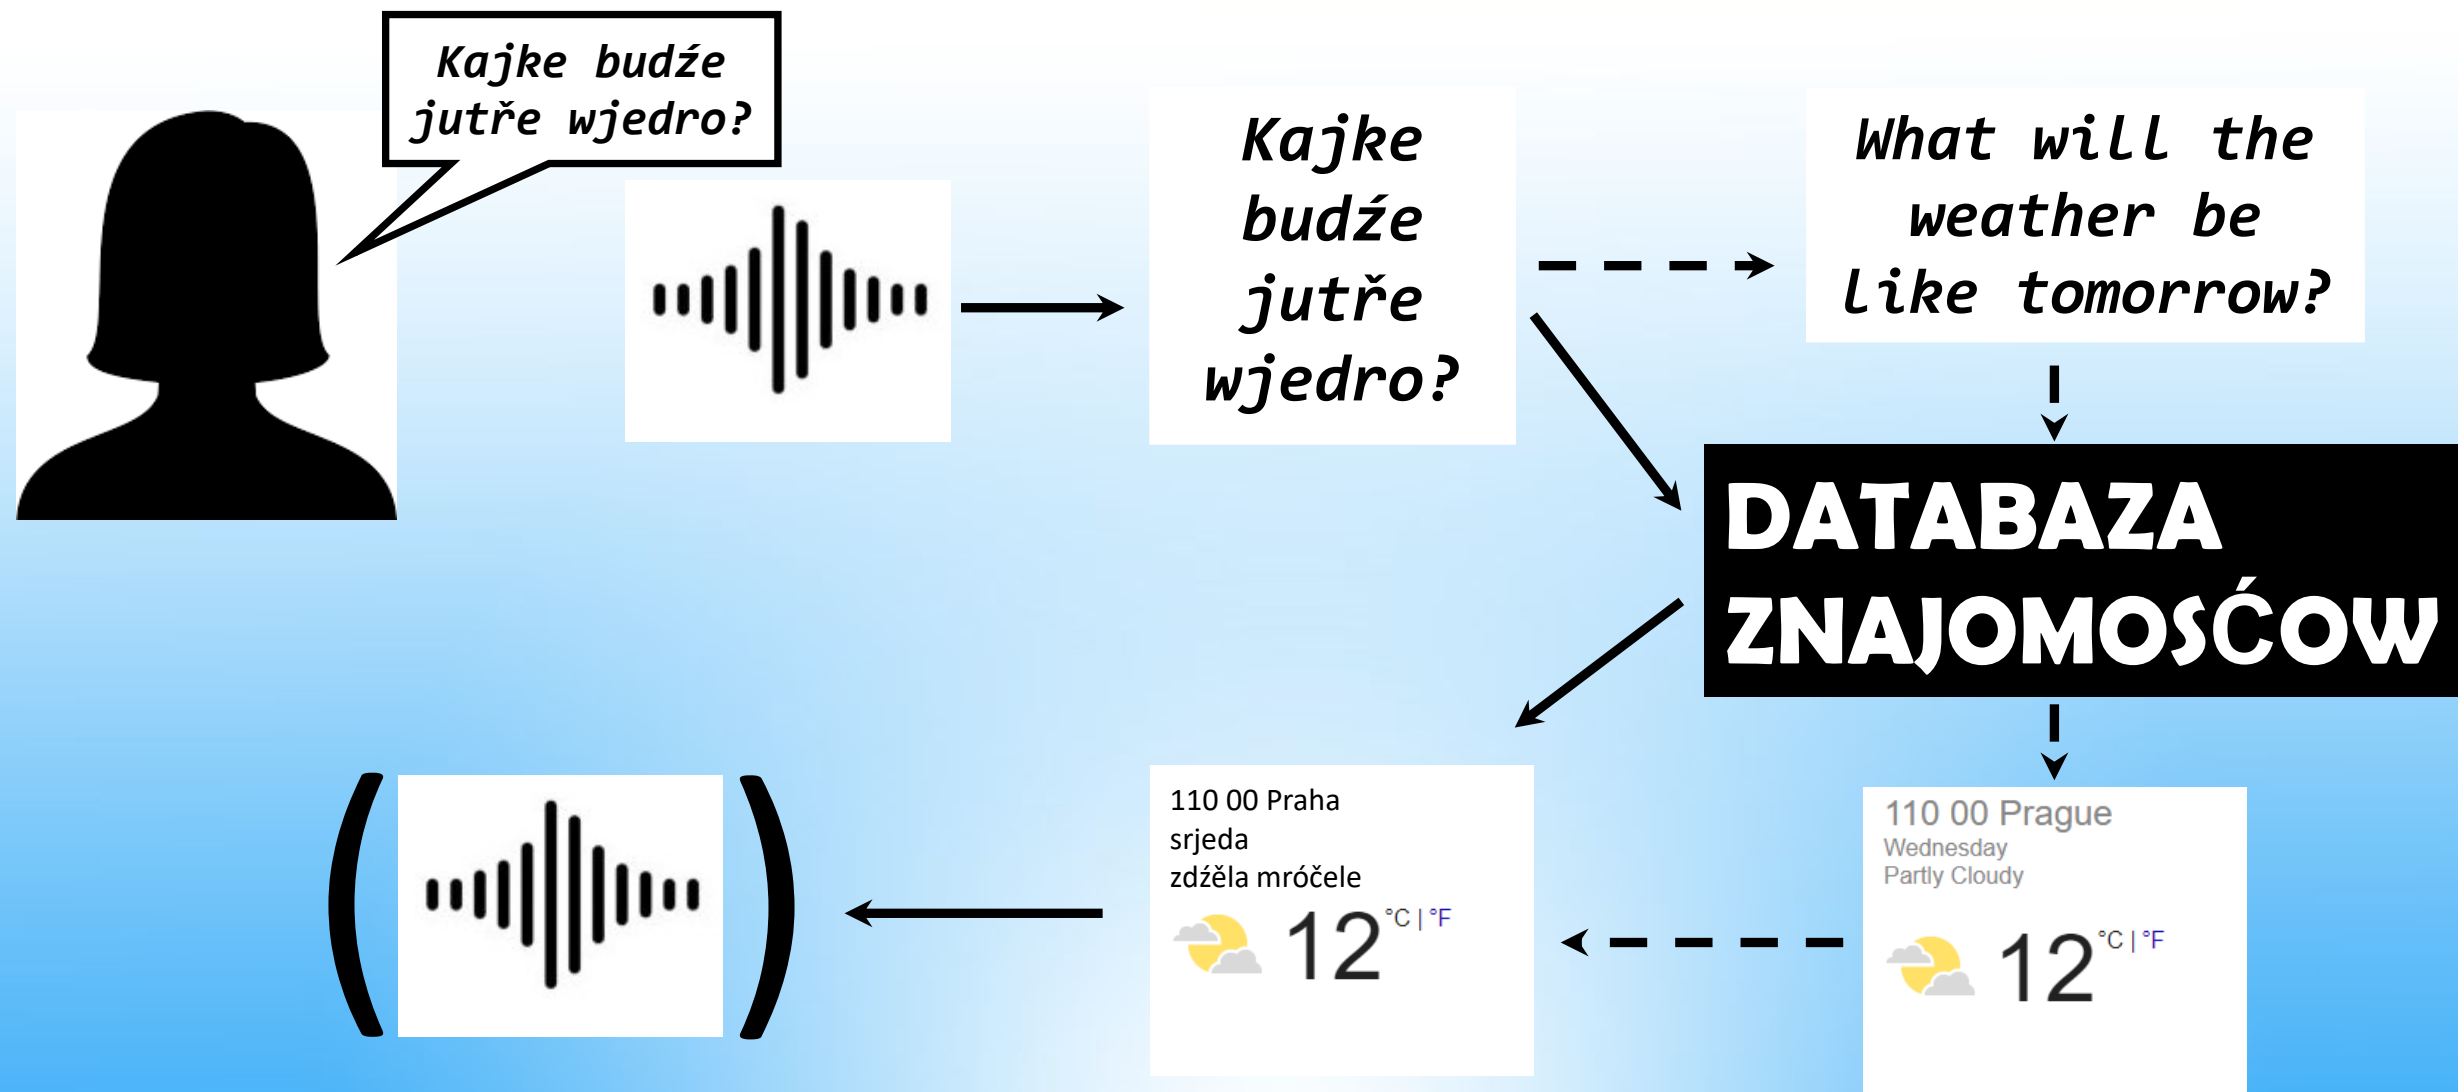 Kajke budźe
jutře wjedro?
Kajke
budźe
jutře
wjedro?
What will the
weather be
like tomorrow?
DATABAZA
ZNAJOMOSĆOW
110 00 Praha
srjeda
zdźěla mróčele
12 °C | °F
110 00 Prague
Wednesday
Partly Cloudy
12 °C | °F